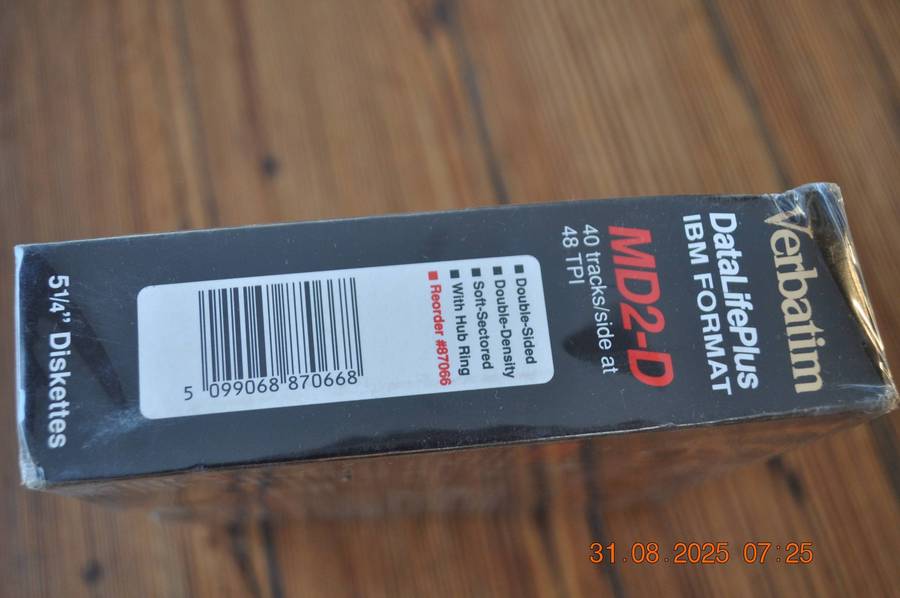 Verbatim
DataLifePlus
IBM FORMAT
MD2-D
40 tracks/side at
48 TPI
Double-Sided
Double-Density
Soft-Sectored
With Hub Ring
Reorder #87066
5 099068 870668
5¼” Diskettes
31.08.2025 07:25